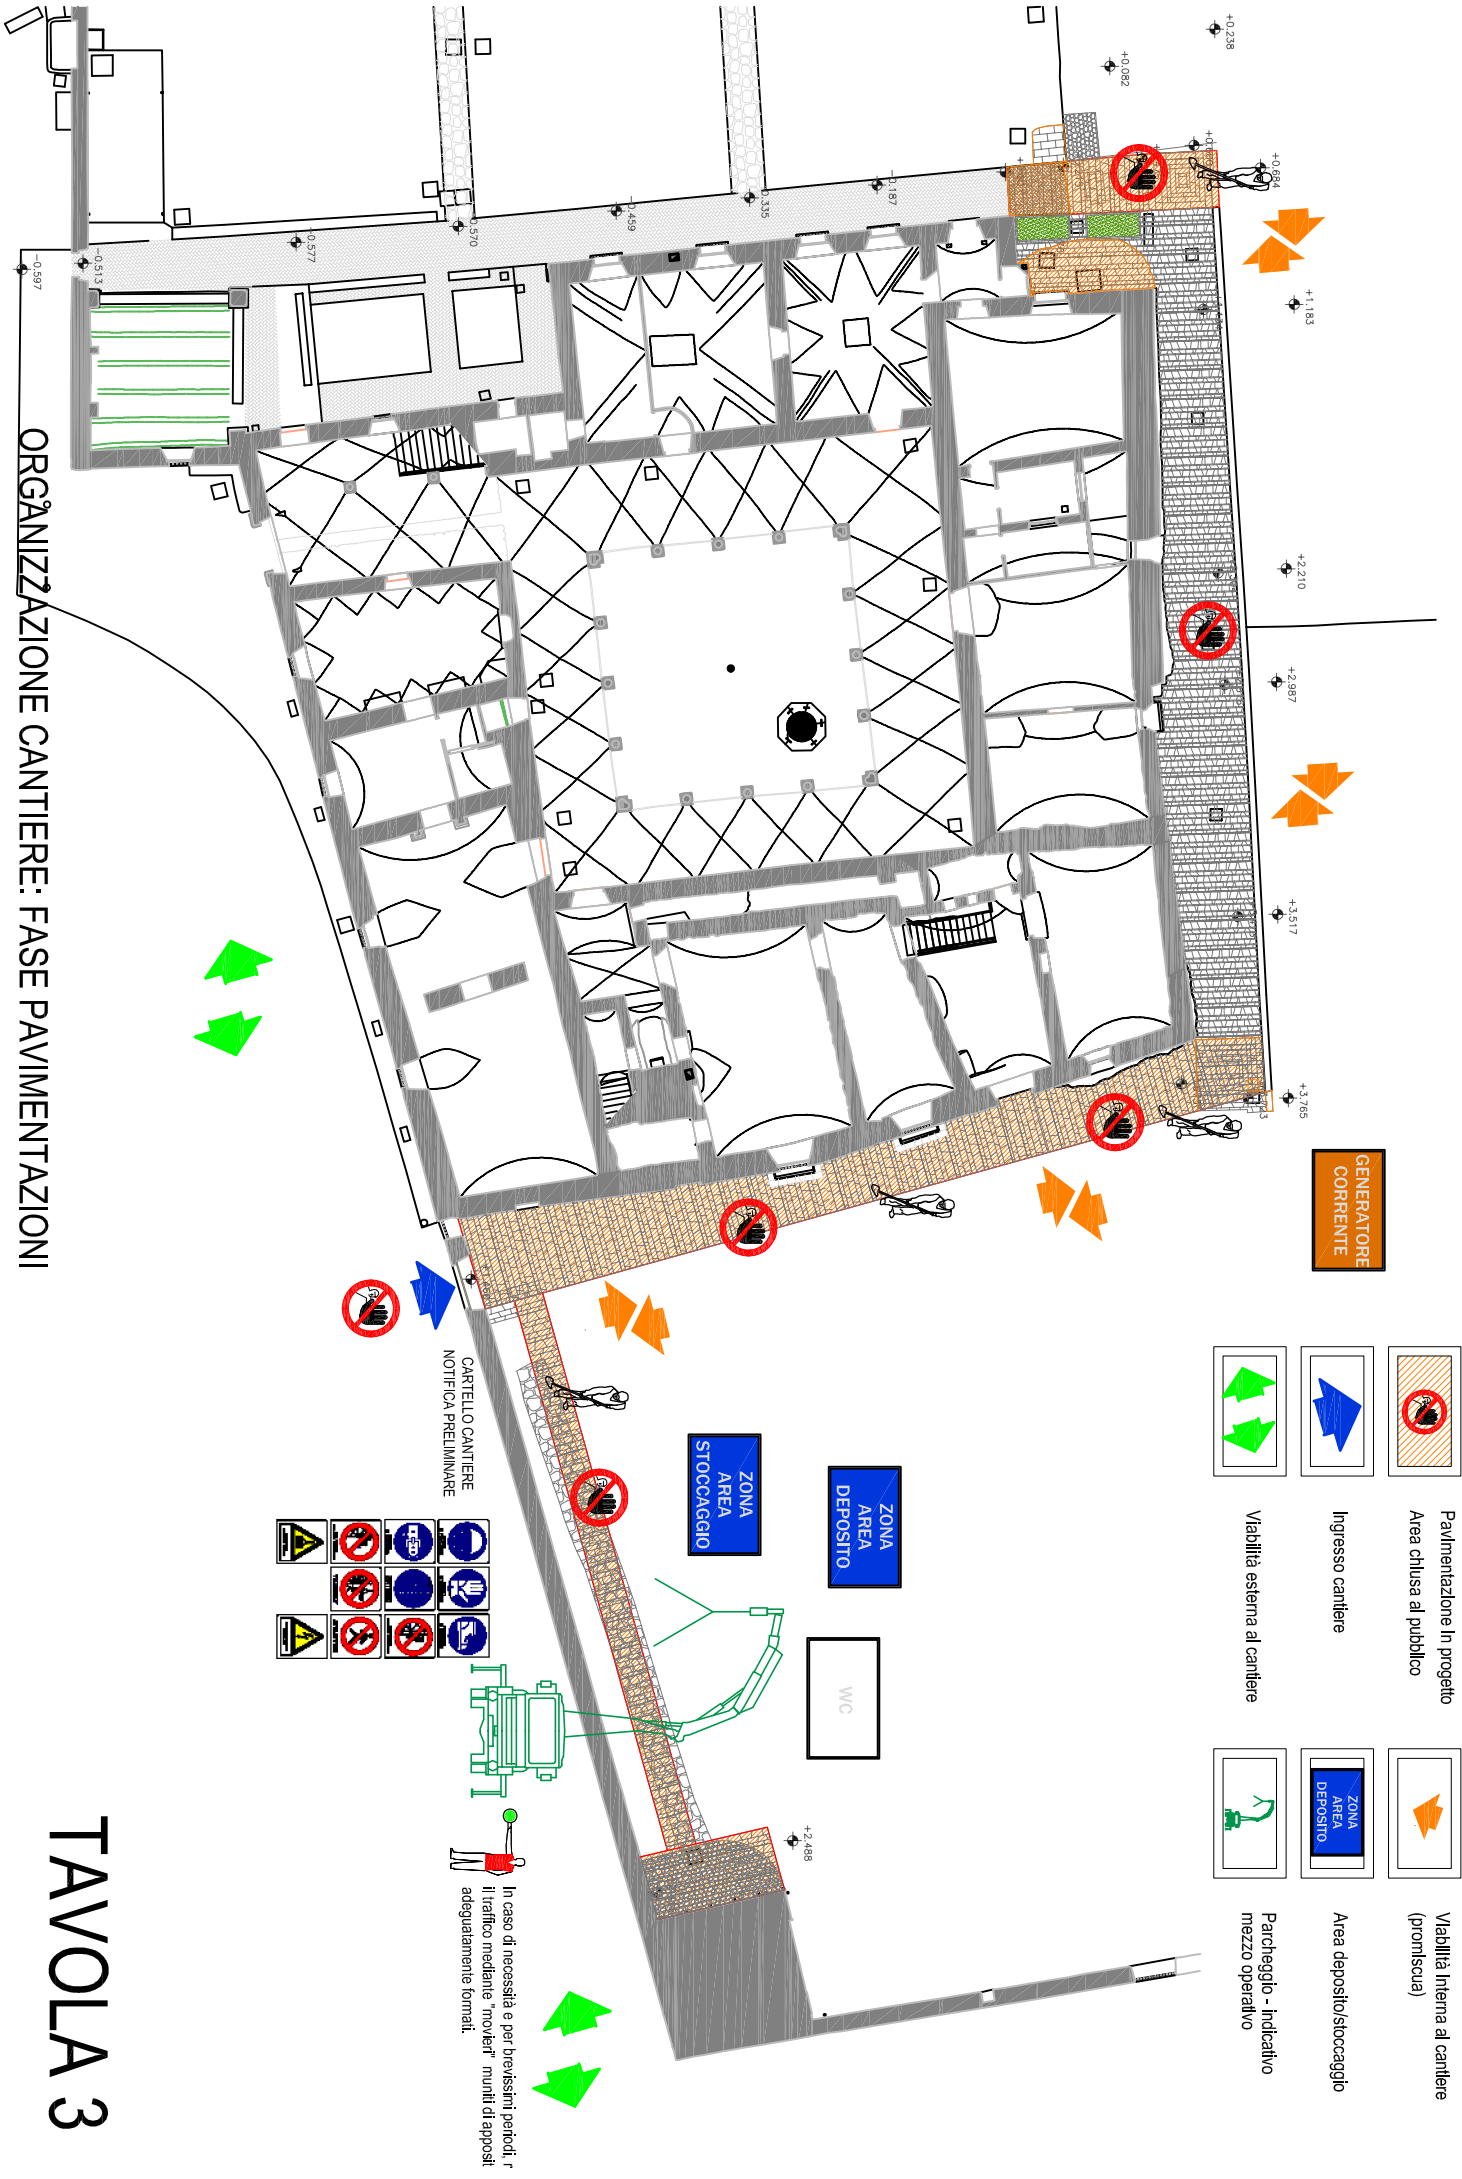 ORGANIZZAZIONE CANTIERE: FASE PAVIMENTAZIONI
TAVOLA 3
GENERATORE
CORRENTE
Pavimentazione in progetto
Area chiusa al pubblico
Ingresso cantiere
Viabilità esterna al cantiere
Viabilità interna al cantiere
(promiscua)
Area deposito/stoccaggio
Parcheggio - indicativo
mezzo operativo
ZONA
AREA
DEPOSITO
ZONA
AREA
DEPOSITO
ZONA
AREA
STOCCAGGIO
WC
CARTELLO CANTIERE
NOTIFICA PRELIMINARE
In caso di necessità e per brevissimi periodi,
il traffico mediante "movieri" muniti di apposit
adeguatamente formati.
+0.238
+0.082
+0.684
+1.183
+2.210
+2.987
+3.517
+3.765
+2.488
-0.187
.335
-0.459
.570
-0.577
-0.513
-0.597